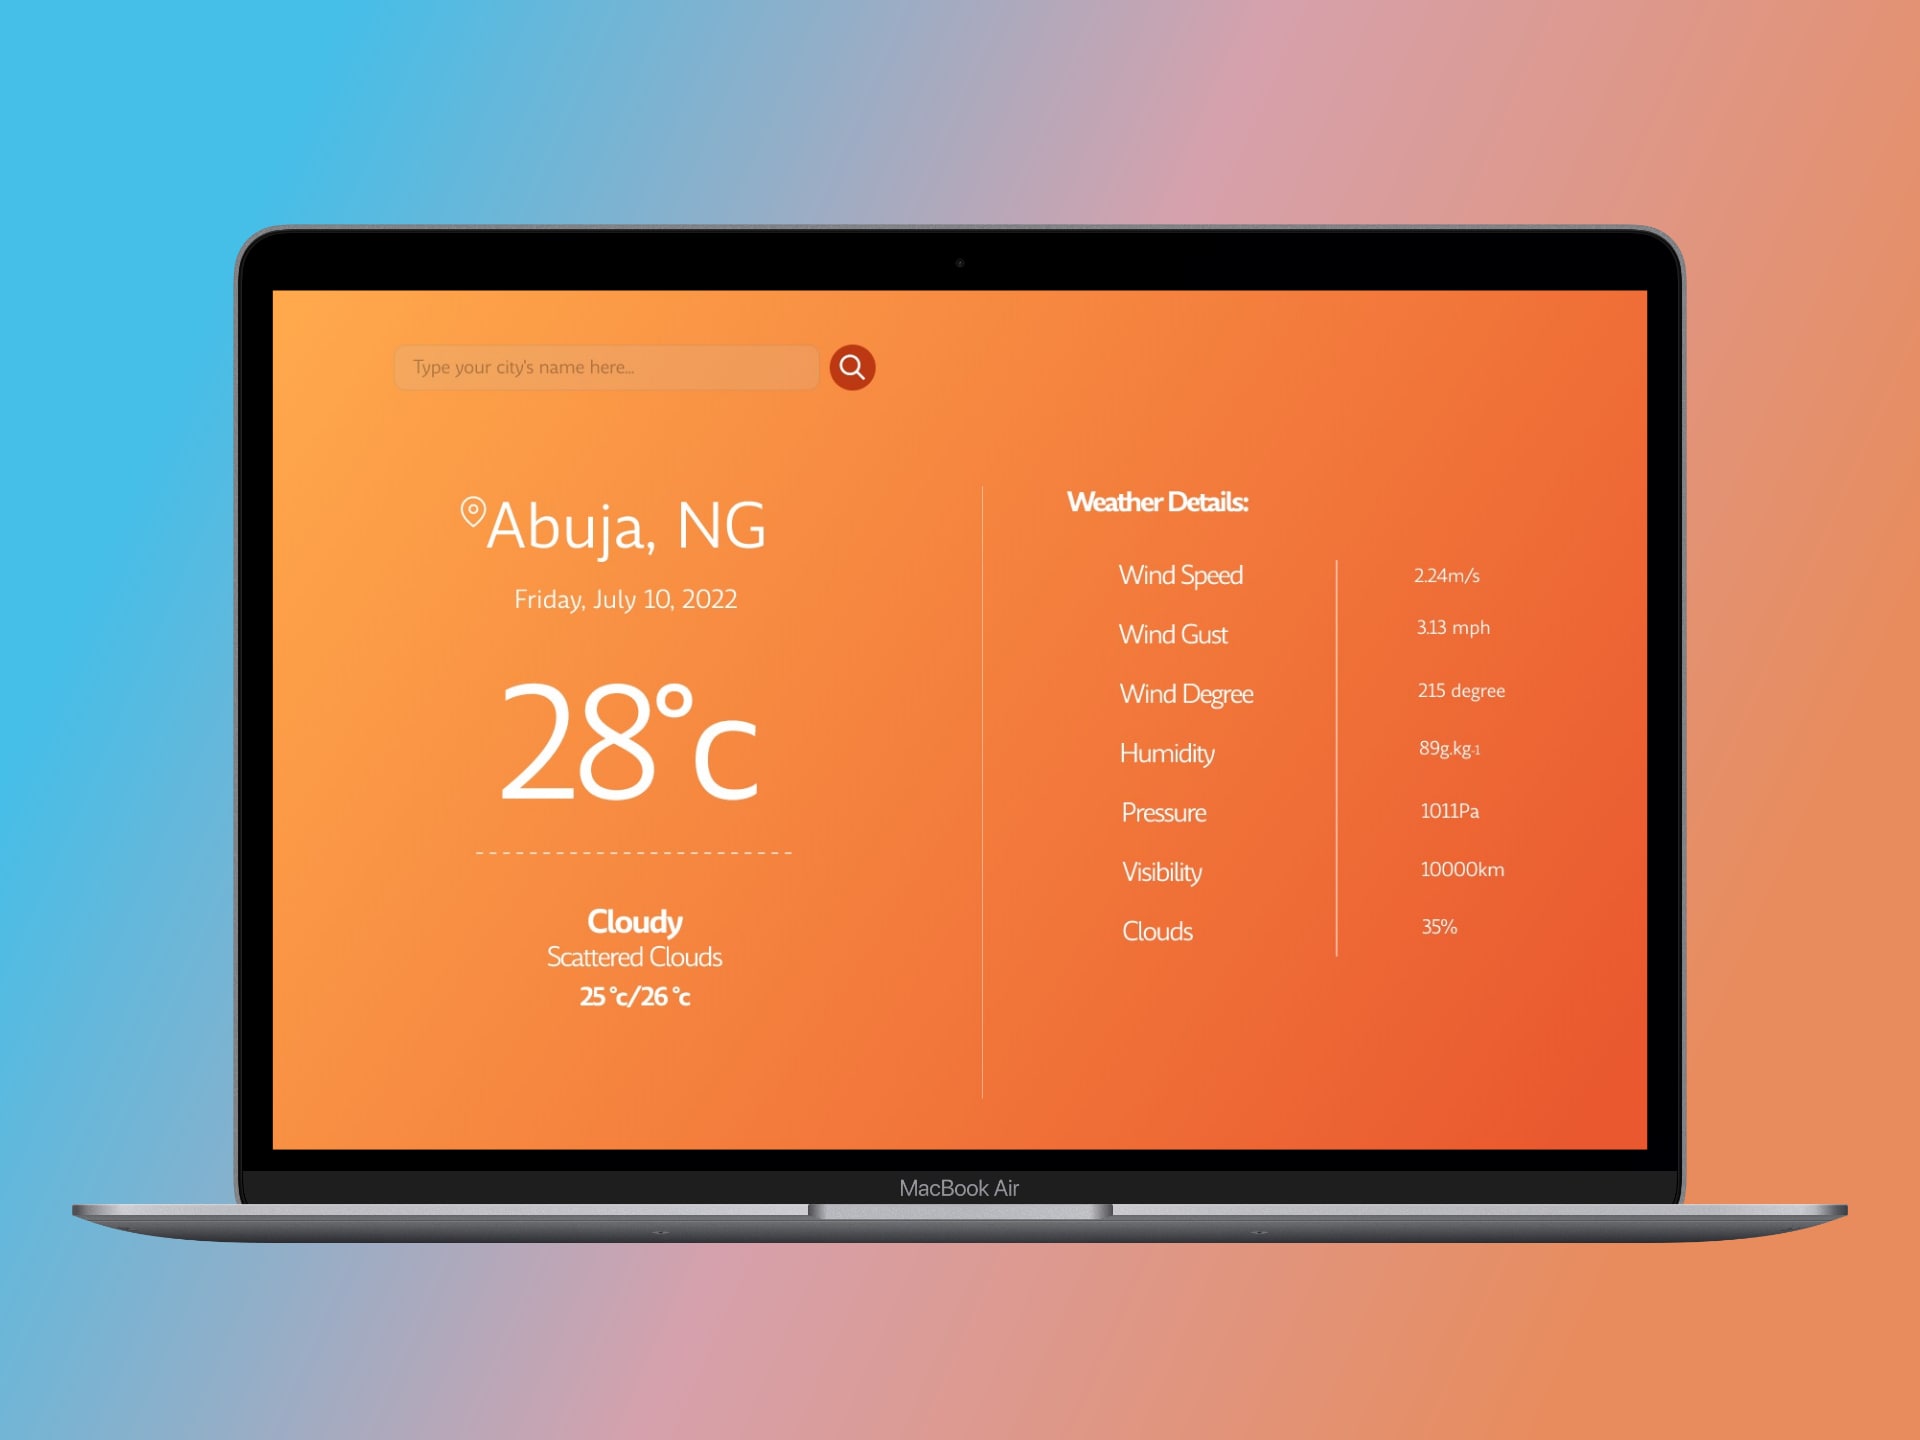 Type your city's name here...
Abuja, NG
Friday, July 10, 2022
28°c
Cloudy
Scattered Clouds
25 °c/26 °c
Weather Details:
Wind Speed 2.24m/s
Wind Gust 3.13 mph
Wind Degree 215 degree
Humidity 89g.kg-1
Pressure 1011Pa
Visibility 10000km
Clouds 35%
MacBook Air